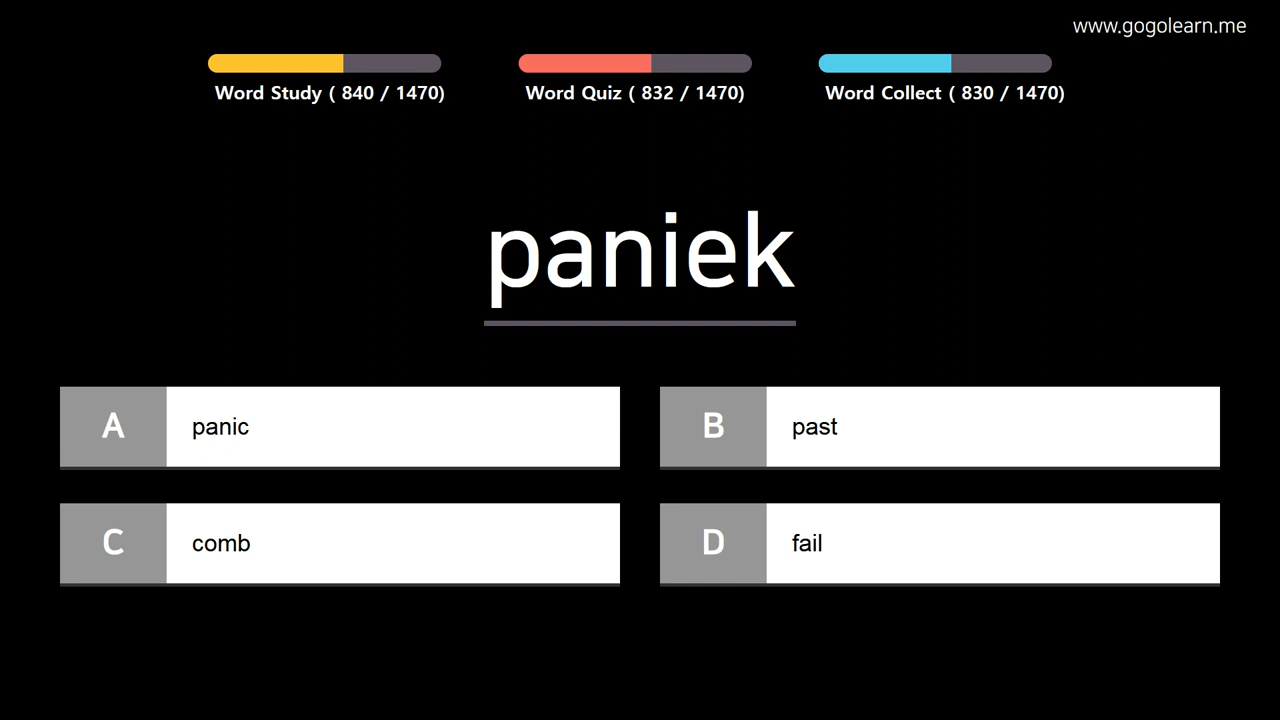 www.gogolearn.me
Word Study ( 840 / 1470)
Word Quiz ( 832 / 1470)
Word Collect ( 830 / 1470)
paniek
A panic
B past
C comb
D fail